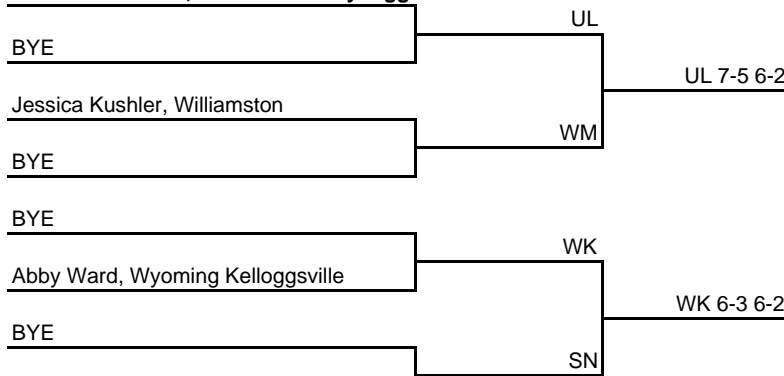 UL
BYE
UL 7-5 6-2
Jessica Kushler, Williamston
WM
BYE
BYE
WK
Abby Ward, Wyoming Kelloggsville
WK 6-3 6-2
BYE
SN